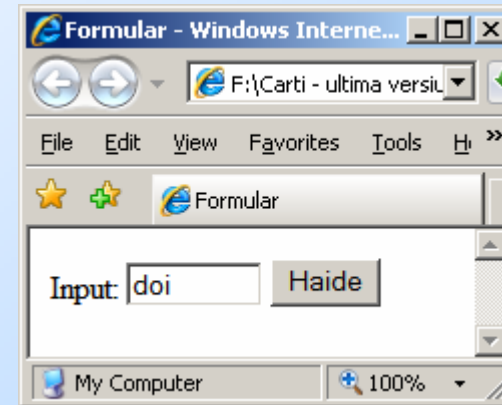 Formular - Windows Interne...
F:\Carti - ultima versiu
File Edit View Favorites Tools H »
Formular
Input: doi Haide
My Computer 100%